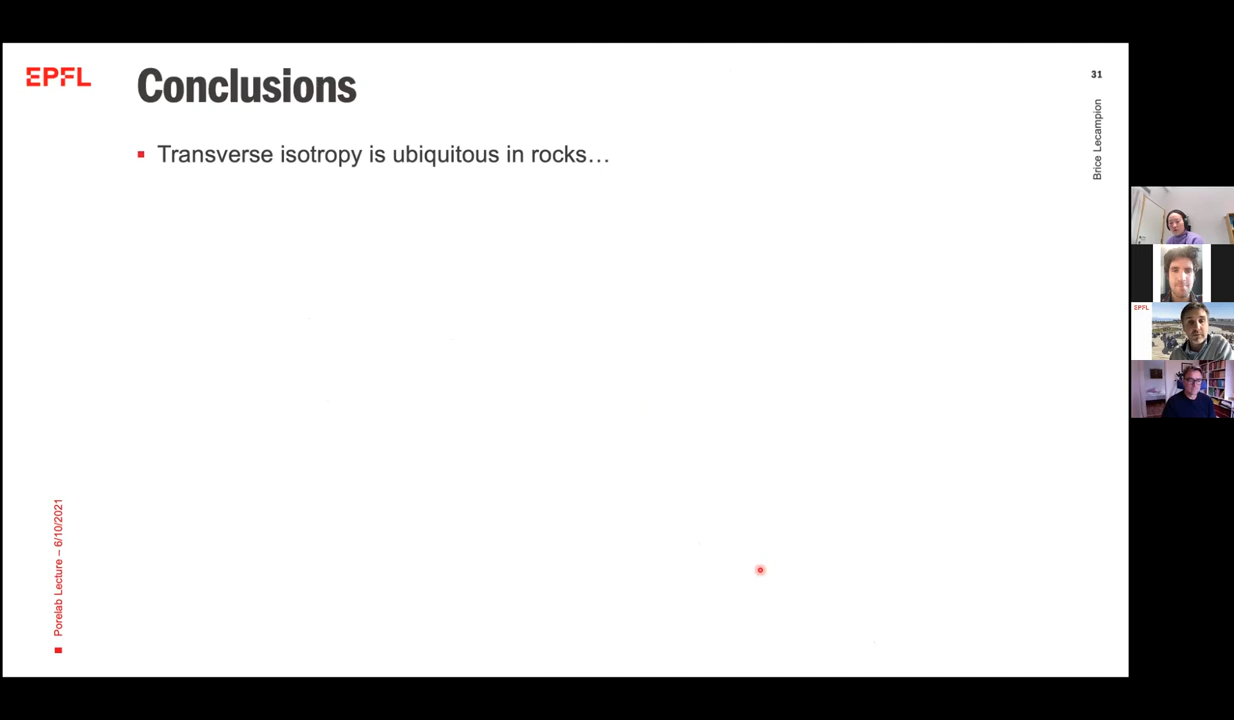 EPFL
Conclusions
31
Brice Lecampion
Transverse isotropy is ubiquitous in rocks…
Porelab Lecture – 6/10/2021
EPFL